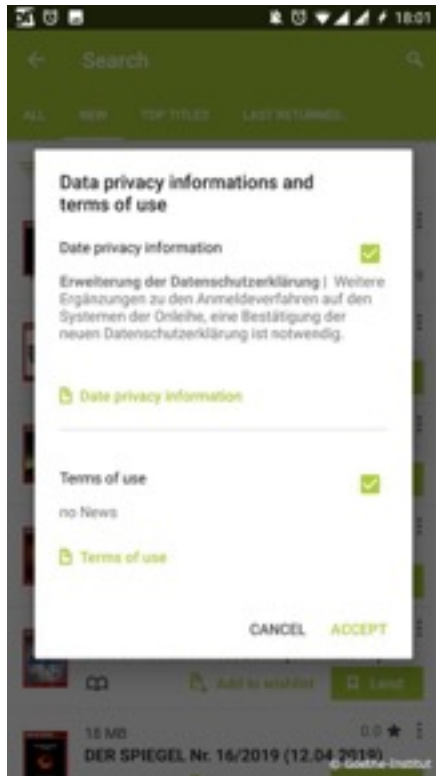 18:01
Search
ALL
NEW
TOP TITLES
LAST RETURNED..
Data privacy informations and
terms of use
Date privacy information
Erweiterung der Datenschutzerklärung | Weitere
Ergänzungen zu den Anmeldeverfahren auf den
Systemen der Onleihe, eine Bestätigung der
neuen Datenschutzerklärung ist notwendig.
Date privacy information
Terms of use
no News
Terms of use
CANCEL ACCEPT
Add to wishlist
Lend
18 MB
0.0
DER SPIEGEL Nr. 16/2019 (12.04.2019)
© Goethe-Institut